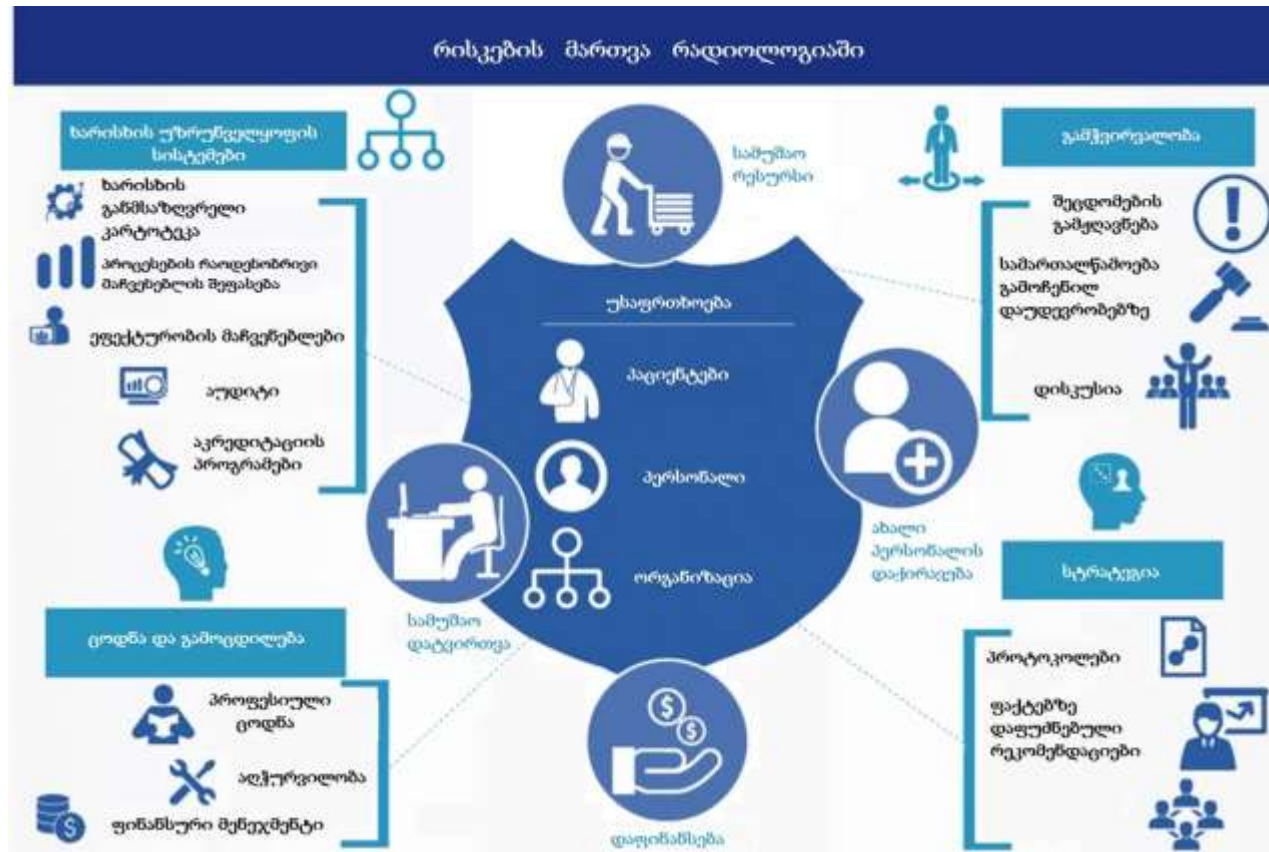 რისკების მართვა რადიოლოგიაში
ხარისხის უზრუნველყოფის
სისტემები
ხარისხის
განმსაზღვრელი
კარტოტეკა
პროცესების რაოდენობრივი
მაჩვენებლის შეფასება
ეფექტურობის მაჩვენებლები
აუდიტი
აკრედიტაციის
პროგრამები
ცოდნა და გამოცდილება
პროფესიული
ცოდნა
აღჭურვილობა
ფინანსური მენეჯმენტი
სამუშაო
რესურსი
უსაფრთხოება
პაციენტები
პერსონალი
ორგანიზაცია
სამუშაო
დატვირთვა
ახალი
პერსონალის
დაქირავება
დაფინანსება
გამჭვირვალობა
შეცდომების
გამჟღავნება
სამართალწამოება
გამოჩენილ
დაუდევრობებზე
დისკუსია
სტრატეგია
პროტოკოლები
ფაქტებზე
დაფუძნებული
რეკომენდაციები